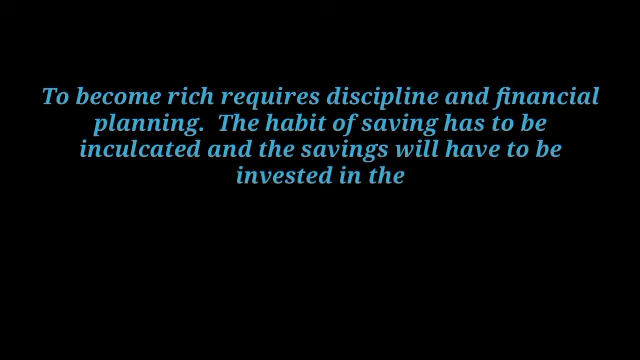 To become rich requires discipline and financial
planning.  The habit of saving has to be
inculcated and the savings will have to be
invested in the